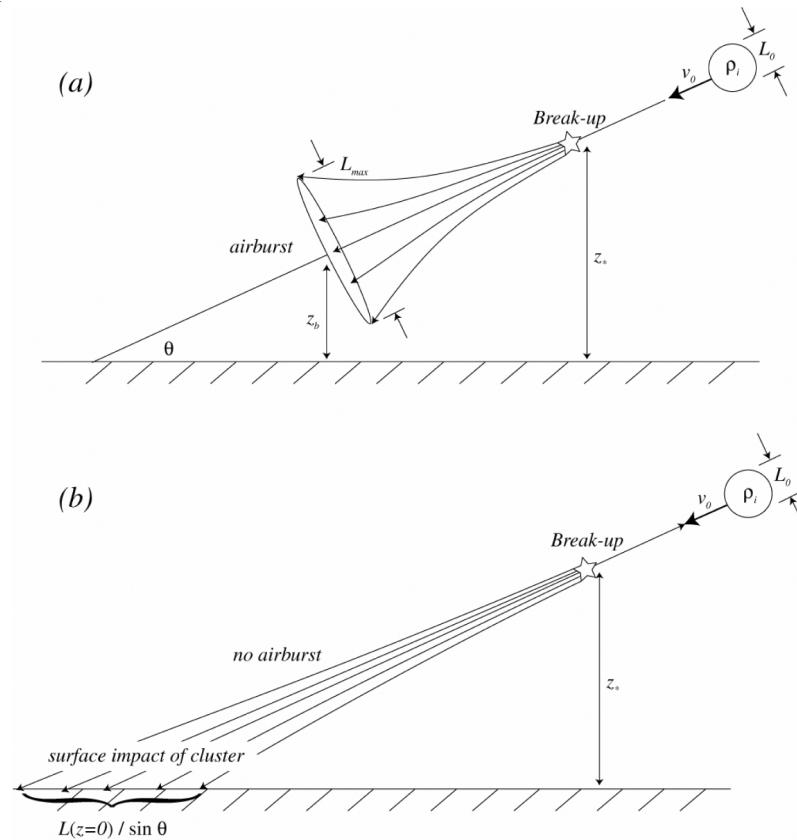 (a)
L₀
ρᵢ
v₀
Break-up
Lₘₐₓ
airburst
z⁎
z_b
θ
(b)
L₀
ρᵢ
v₀
Break-up
no airburst
z⁎
surface impact of cluster
L(z=0) / sin θ